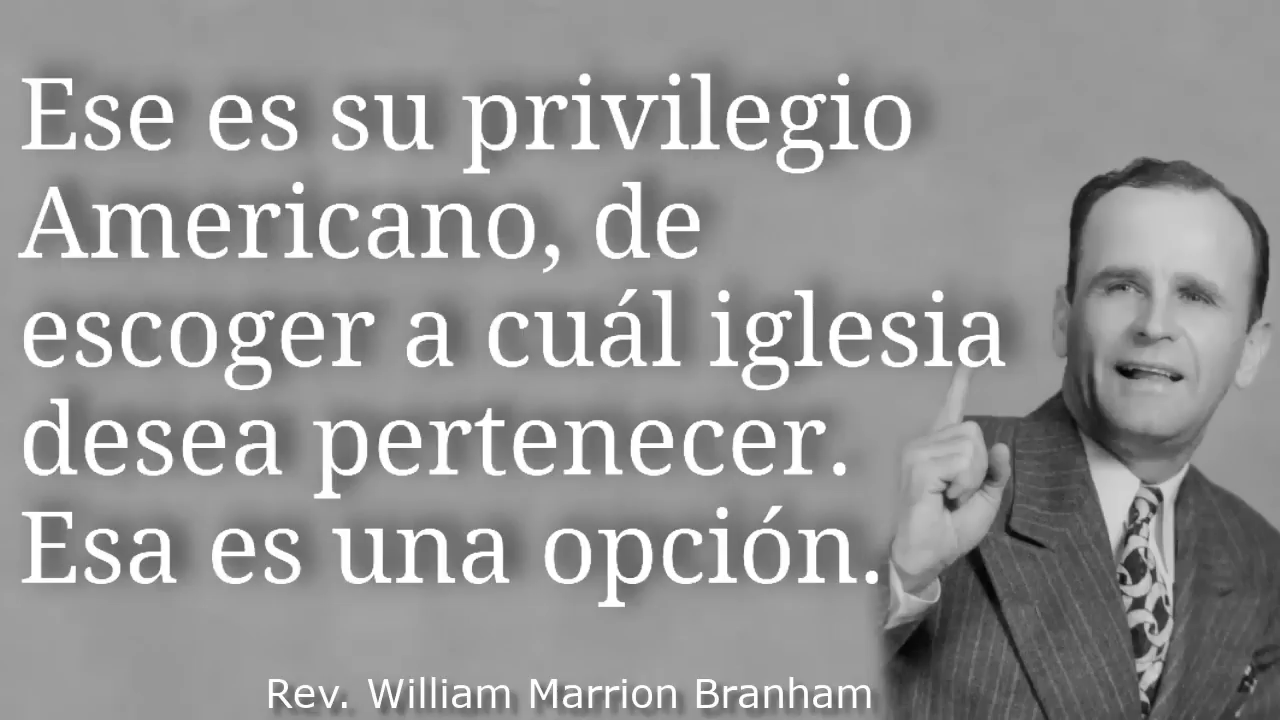 Ese es su privilegio
Americano, de
escoger a cuál iglesia
desea pertenecer.
Esa es una opción.
Rev. William Marrion Branham